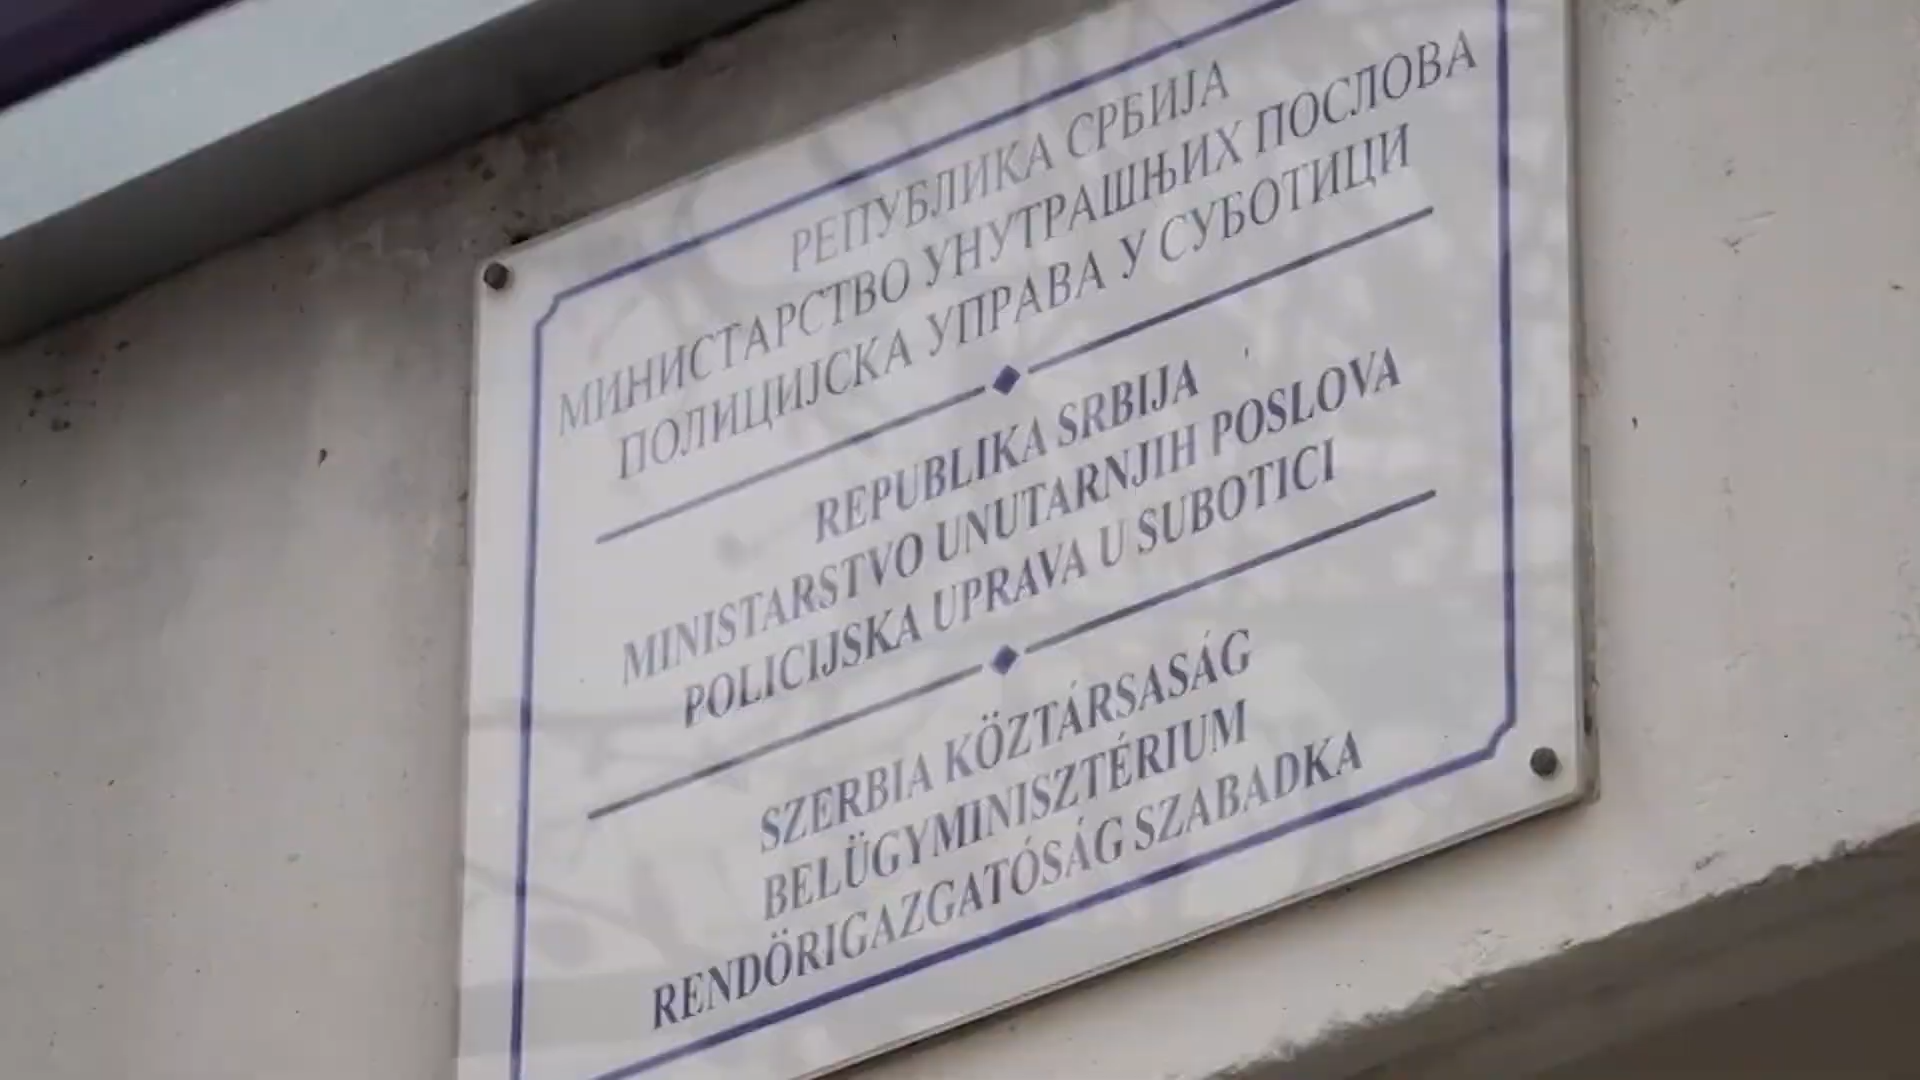 РЕПУБЛИКА СРБИЈА
МИНИСТАРСТВО УНУТРАШЊИХ ПОСЛОВА
ПОЛИЦИЈСКА УПРАВА У СУБОТИЦИ
REPUBLIKA SRBIJA
MINISTARSTVO UNUTARNJIH POSLOVA
POLICIJSKA UPRAVA U SUBOTICI
SZERBIA KÖZTÁRSASÁG
BELÜGYMINISZTÉRIUM
RENDÖRIGAZGATÓSÁG SZABADKA